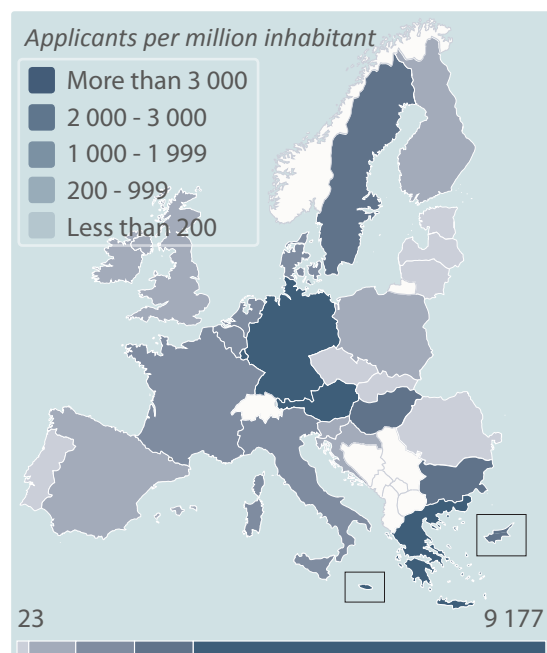 Applicants per million inhabitant
More than 3 000
2 000 - 3 000
1 000 - 1 999
200 - 999
Less than 200
23
9 177